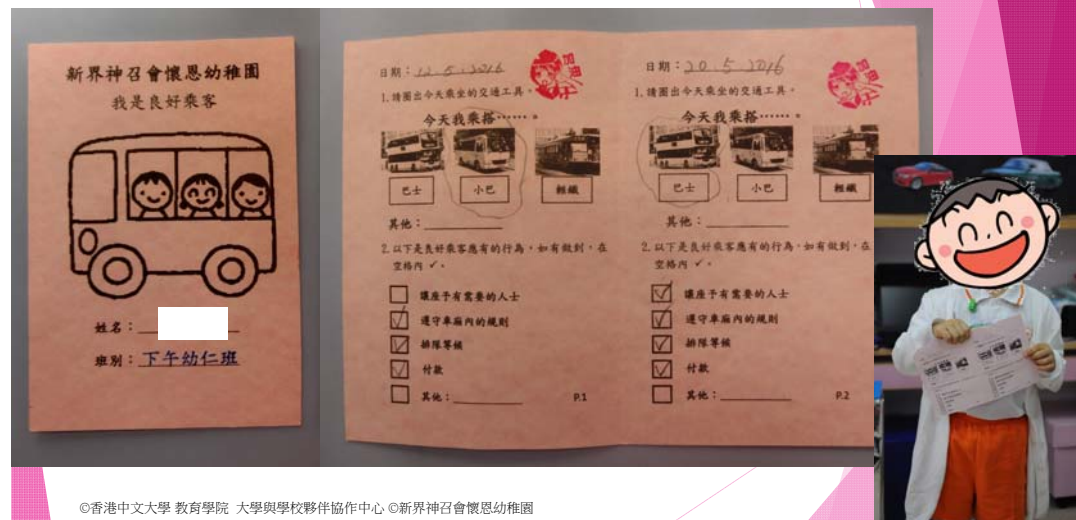 新界神召會懷恩幼稚園
我是良好乘客
姓名：
班別：下午幼仁班
日期：12.5.2016
1.請圈出今天乘坐的交通工具。
今天我乘搭……。
巴士 小巴 輕鐵
其他：
2.以下是良好乘客應有的行為，如有做到，在
空格內 ✓。
讓座予有需要的人士
遵守車廂內的規則
排隊等候
付款
其他：
P.1
日期：20.5.2016
1.請圈出今天乘坐的交通工具。
今天我乘搭……。
巴士 小巴 輕鐵
其他：
2.以下是良好乘客應有的行為，如有做到，在
空格內 ✓。
讓座予有需要的人士
遵守車廂內的規則
排隊等候
付款
其他：
P.2
©香港中文大學 教育學院 大學與學校夥伴協作中心 ©新界神召會懷恩幼稚園